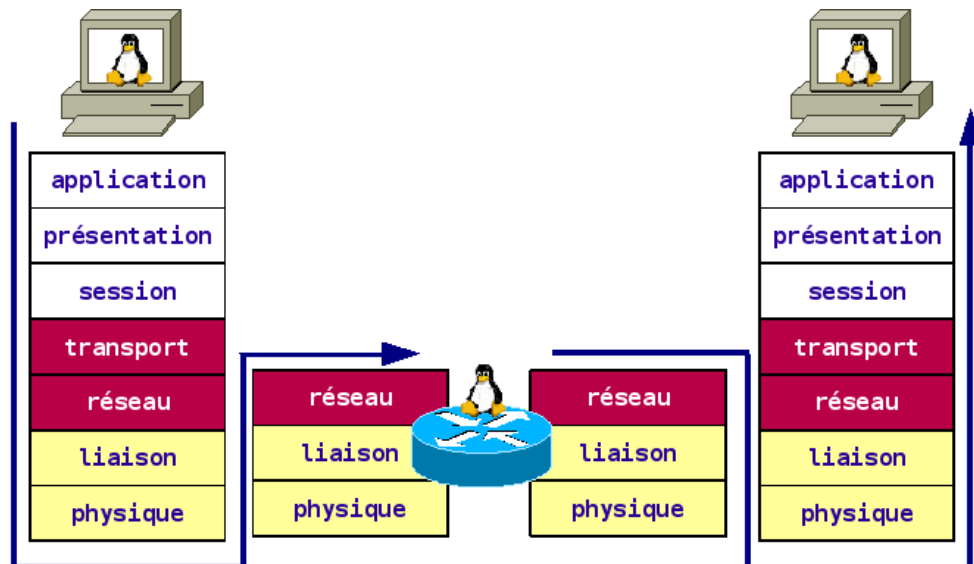 application
présentation
session
transport
réseau
liaison
physique
réseau
liaison
physique
réseau
liaison
physique
application
présentation
session
transport
réseau
liaison
physique